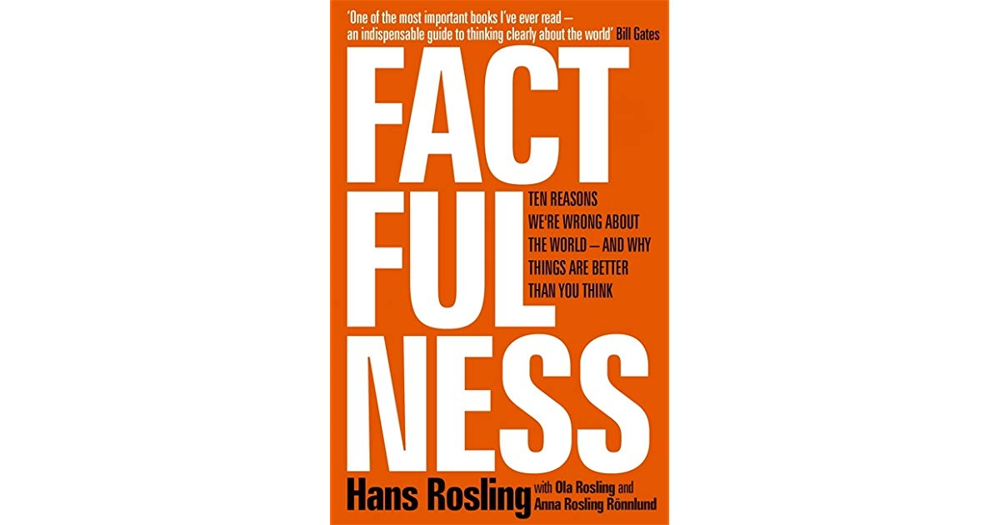 ‘One of the most important books I’ve ever read –
an indispensable guide to thinking clearly about the world’ Bill Gates
FACT
FUL
TEN REASONS
WE'RE WRONG ABOUT
THE WORLD – AND WHY
THINGS ARE BETTER
THAN YOU THINK
NESS
Hans Rosling
with Ola Rosling and
Anna Rosling Rönnlund